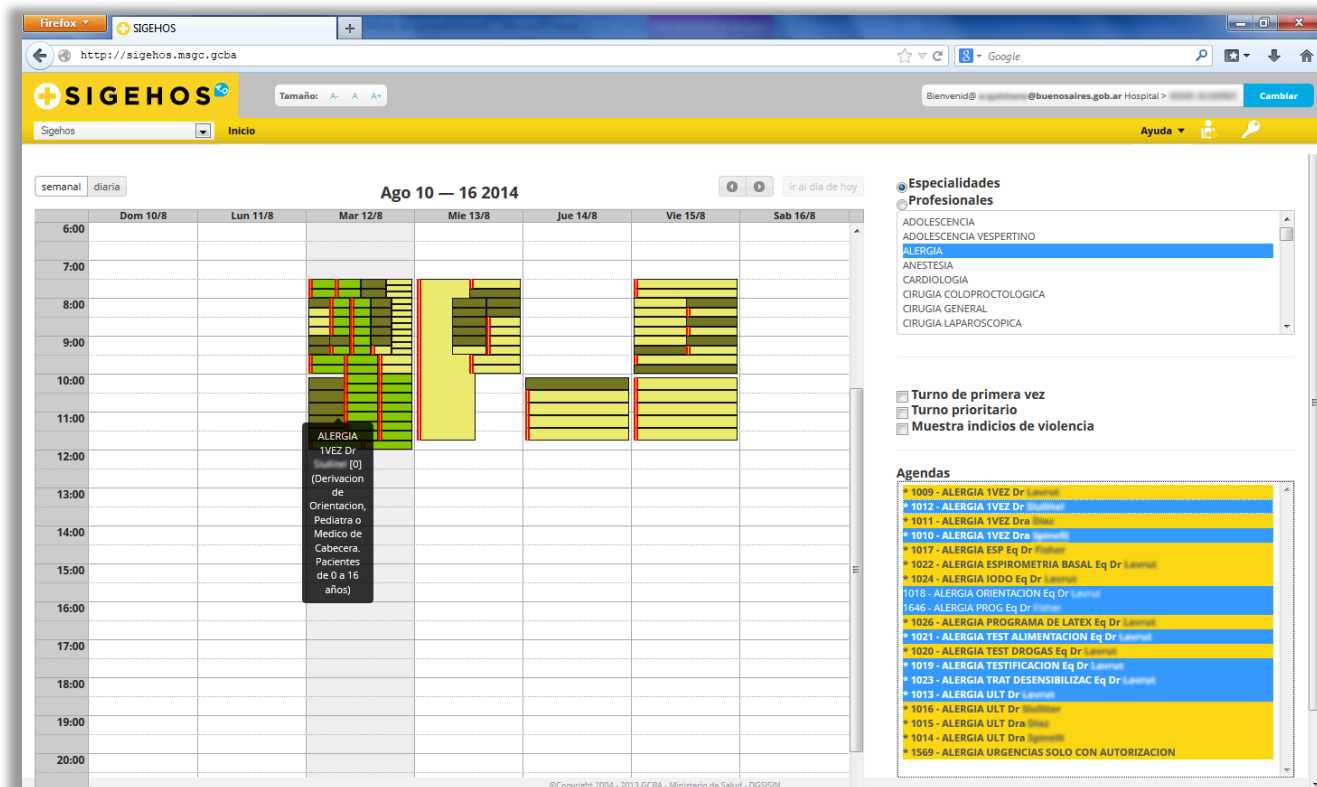 Firefox
SIGEHOS
http://sigehos.msgc.gcba
Google
SIGEHOS
Tamaño: A- A A+
Bienvenid@ @buenosaires.gob.ar Hospital >
Cambiar
Sigehos
Inicio
Ayuda
semanal diaria
Ago 10 — 16 2014
ir al día de hoy
Dom 10/8 Lun 11/8 Mar 12/8 Mie 13/8 Jue 14/8 Vie 15/8 Sab 16/8
6:00
7:00
8:00
9:00
10:00
11:00
12:00
13:00
14:00
15:00
16:00
17:00
18:00
19:00
20:00
ALERGIA
1VEZ Dr
[0]
(Derivacion
de
Orientacion,
Pediatra o
Medico de
Cabecera.
Pacientes
de 0 a 16
años)
Especialidades
Profesionales
ADOLESCENCIA
ADOLESCENCIA VESPERTINO
ALERGIA
ANESTESIA
CARDIOLOGIA
CIRUGIA COLOPROCTOLOGICA
CIRUGIA GENERAL
CIRUGIA LAPAROSCOPICA
Turno de primera vez
Turno prioritario
Muestra indicios de violencia
Agendas
* 1009 - ALERGIA 1VEZ Dr
* 1012 - ALERGIA 1VEZ Dr
* 1011 - ALERGIA 1VEZ Dra
* 1010 - ALERGIA 1VEZ Dra
* 1017 - ALERGIA ESP Eq Dr
* 1022 - ALERGIA ESPIROMETRIA BASAL Eq Dr
* 1024 - ALERGIA IODO Eq Dr
1018 - ALERGIA ORIENTACION Eq Dr
1646 - ALERGIA PROG Eq Dr
* 1026 - ALERGIA PROGRAMA DE LATEX Eq Dr
* 1021 - ALERGIA TEST ALIMENTACION Eq Dr
* 1020 - ALERGIA TEST DROGAS Eq Dr
* 1019 - ALERGIA TESTIFICACION Eq Dr
* 1023 - ALERGIA TRAT DESENSIBILIZAC Eq Dr
* 1013 - ALERGIA ULT Dr
* 1016 - ALERGIA ULT Dr
* 1015 - ALERGIA ULT Dra
* 1014 - ALERGIA ULT Dra
* 1569 - ALERGIA URGENCIAS SOLO CON AUTORIZACION
©Copyright 2004 - 2013 GCBA - Ministerio de Salud - DGSISIN